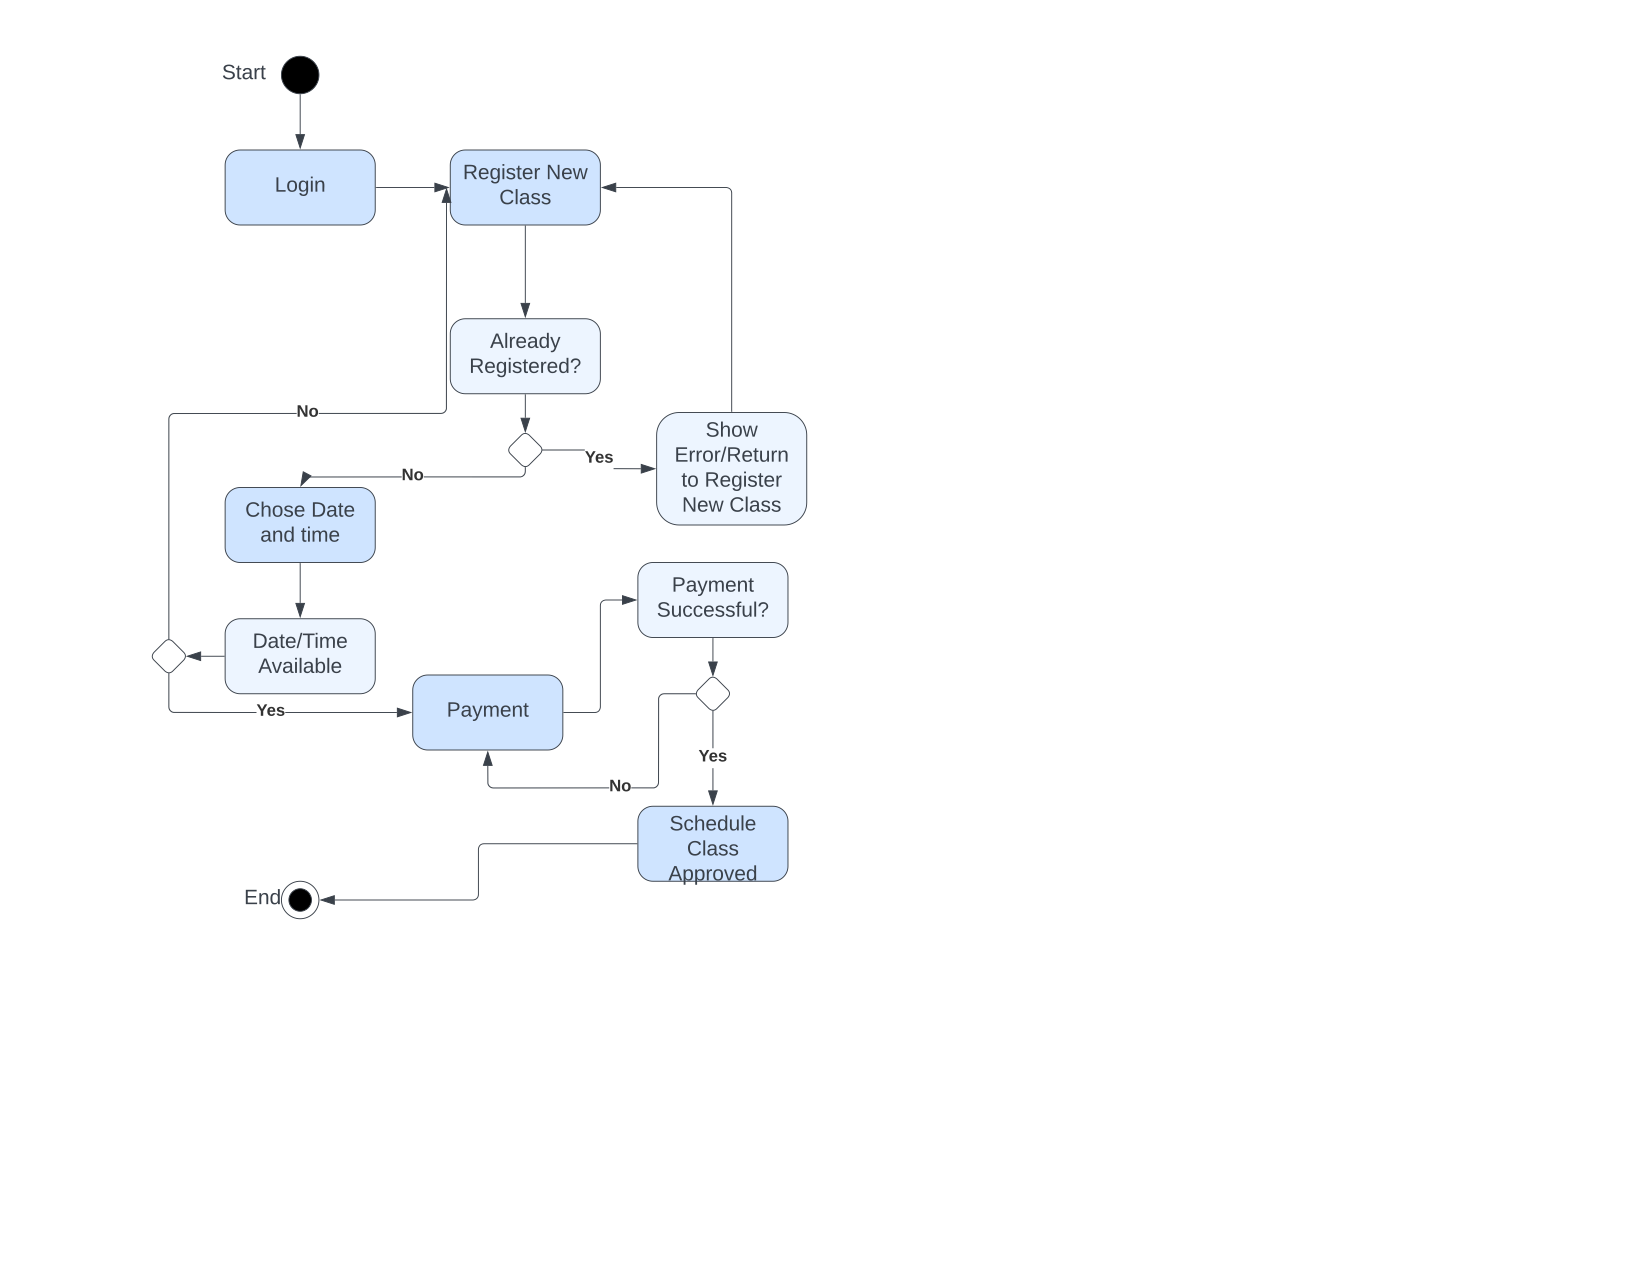 Start
Login
Register New
Class
Already
Registered?
No
Yes
Show
Error/Return
to Register
New Class
No
Chose Date
and time
Payment
Successful?
Date/Time
Available
Yes
Payment
Yes
No
Schedule
Class
Approved
End